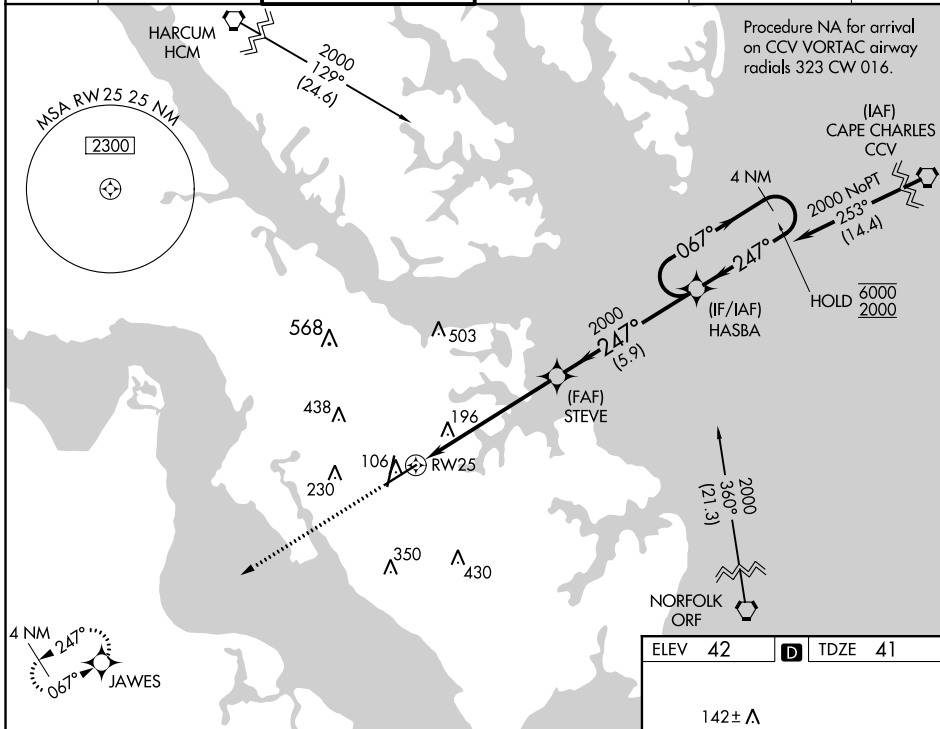 HARCUM
HCM
2000
129°
(24.6)
Procedure NA for arrival
on CCV VORTAC airway
radials 323 CW 016.
MSA RW25 25 NM
2300
(IAF)
CAPE CHARLES
CCV
4 NM
2000 NoPT
253°
(14.4)
067°
247°
HOLD 6000
2000
(IF/IAF)
HASBA
2000
247°
(5.9)
568
503
(FAF)
STEVE
438
196
106
RW25
230
2000
360°
(21.3)
350
430
NORFOLK
ORF
4 NM
247°
067°
JAWES
ELEV 42
D
TDZE 41
142±